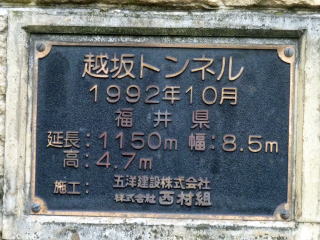 越坂トンネル
1992年10月
福井県
延長：1150m 幅：8.5m
高：4.7m
施工： 五洋建設株式会社
株式会社 西村組